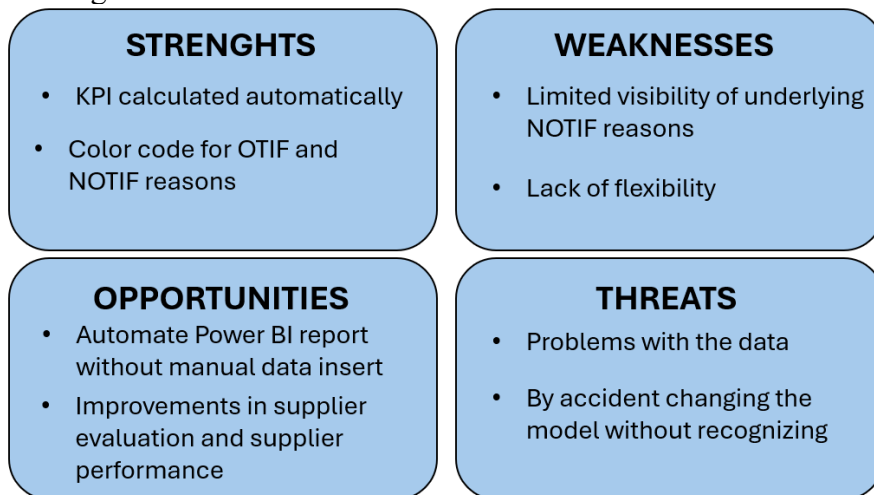 STRENGHTS
• KPI calculated automatically
• Color code for OTIF and
NOTIF reasons
WEAKNESSES
• Limited visibility of underlying
NOTIF reasons
• Lack of flexibility
OPPORTUNITIES
• Automate Power BI report
without manual data insert
• Improvements in supplier
evaluation and supplier
performance
THREATS
• Problems with the data
• By accident changing the
model without recognizing